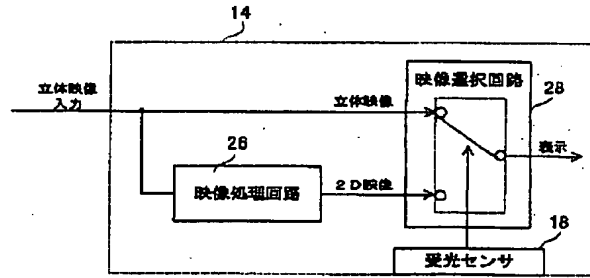 14
立体映像
入力
立体映像
映像選択回路
28
表示
26
映像処理回路
2D映像
18
受光センサ